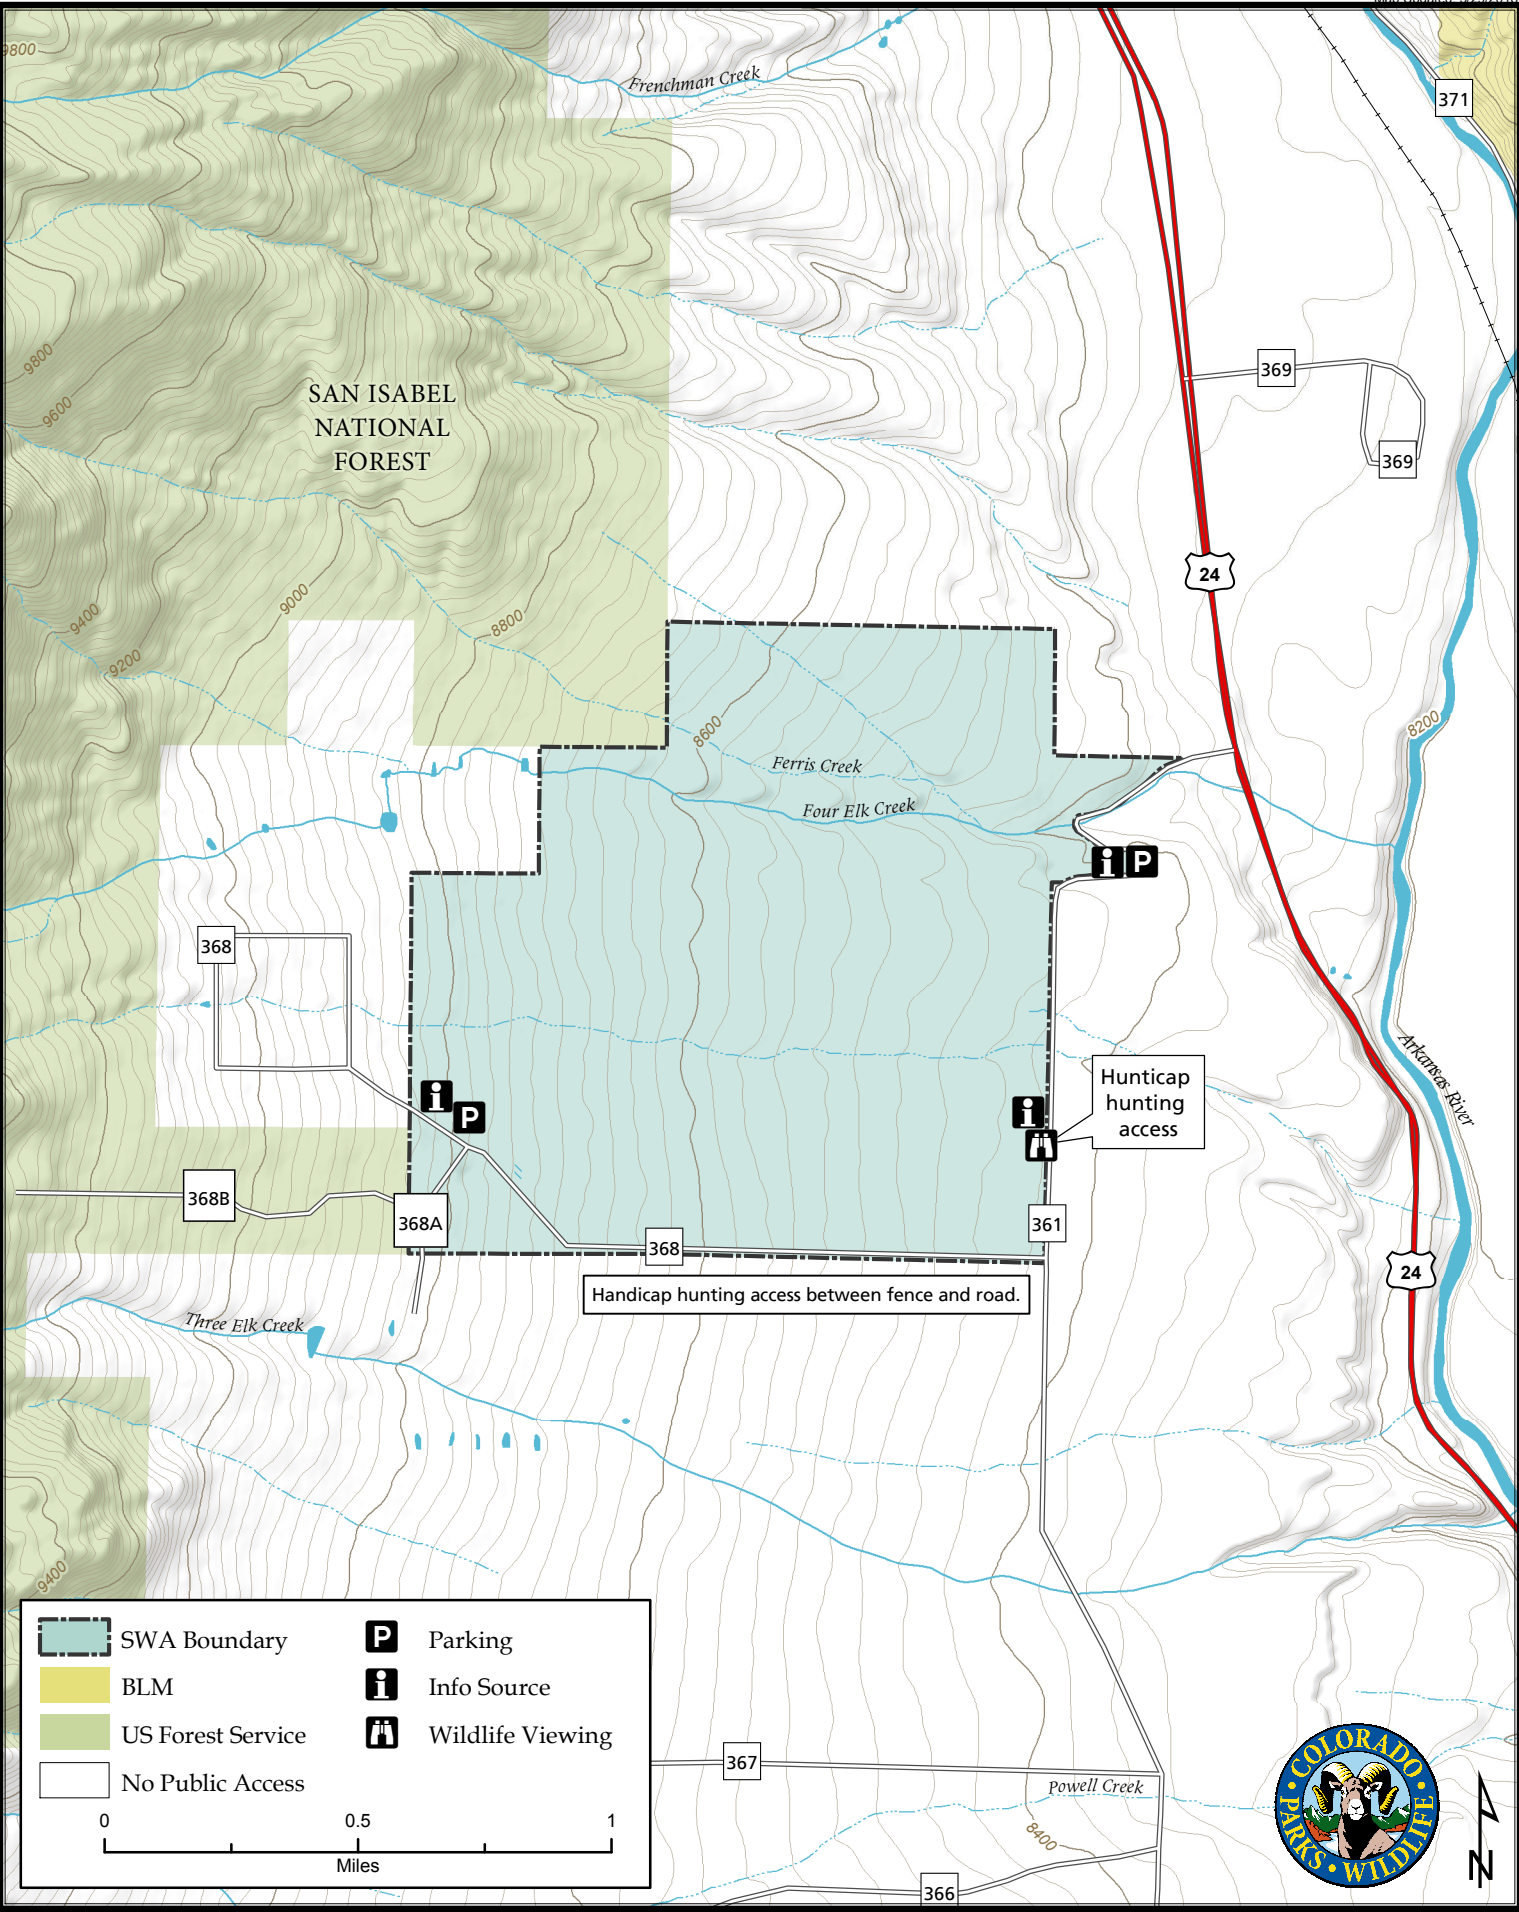 9800
Frenchman Creek
371
9800
369
9600
SAN ISABEL
NATIONAL
FOREST
369
24
9000
9400
8800
9200
8600
8200
Ferris Creek
Four Elk Creek
i P
368
Arkansas River
Hunticap
hunting
access
i
P
i
368B
368A
361
368
24
Handicap hunting access between fence and road.
Three Elk Creek
9400
SWA Boundary
P Parking
BLM
i Info Source
US Forest Service
Wildlife Viewing
No Public Access
0 0.5 1
Miles
367
Powell Creek
8400
366
COLORADO
PARKS • WILDLIFE
N